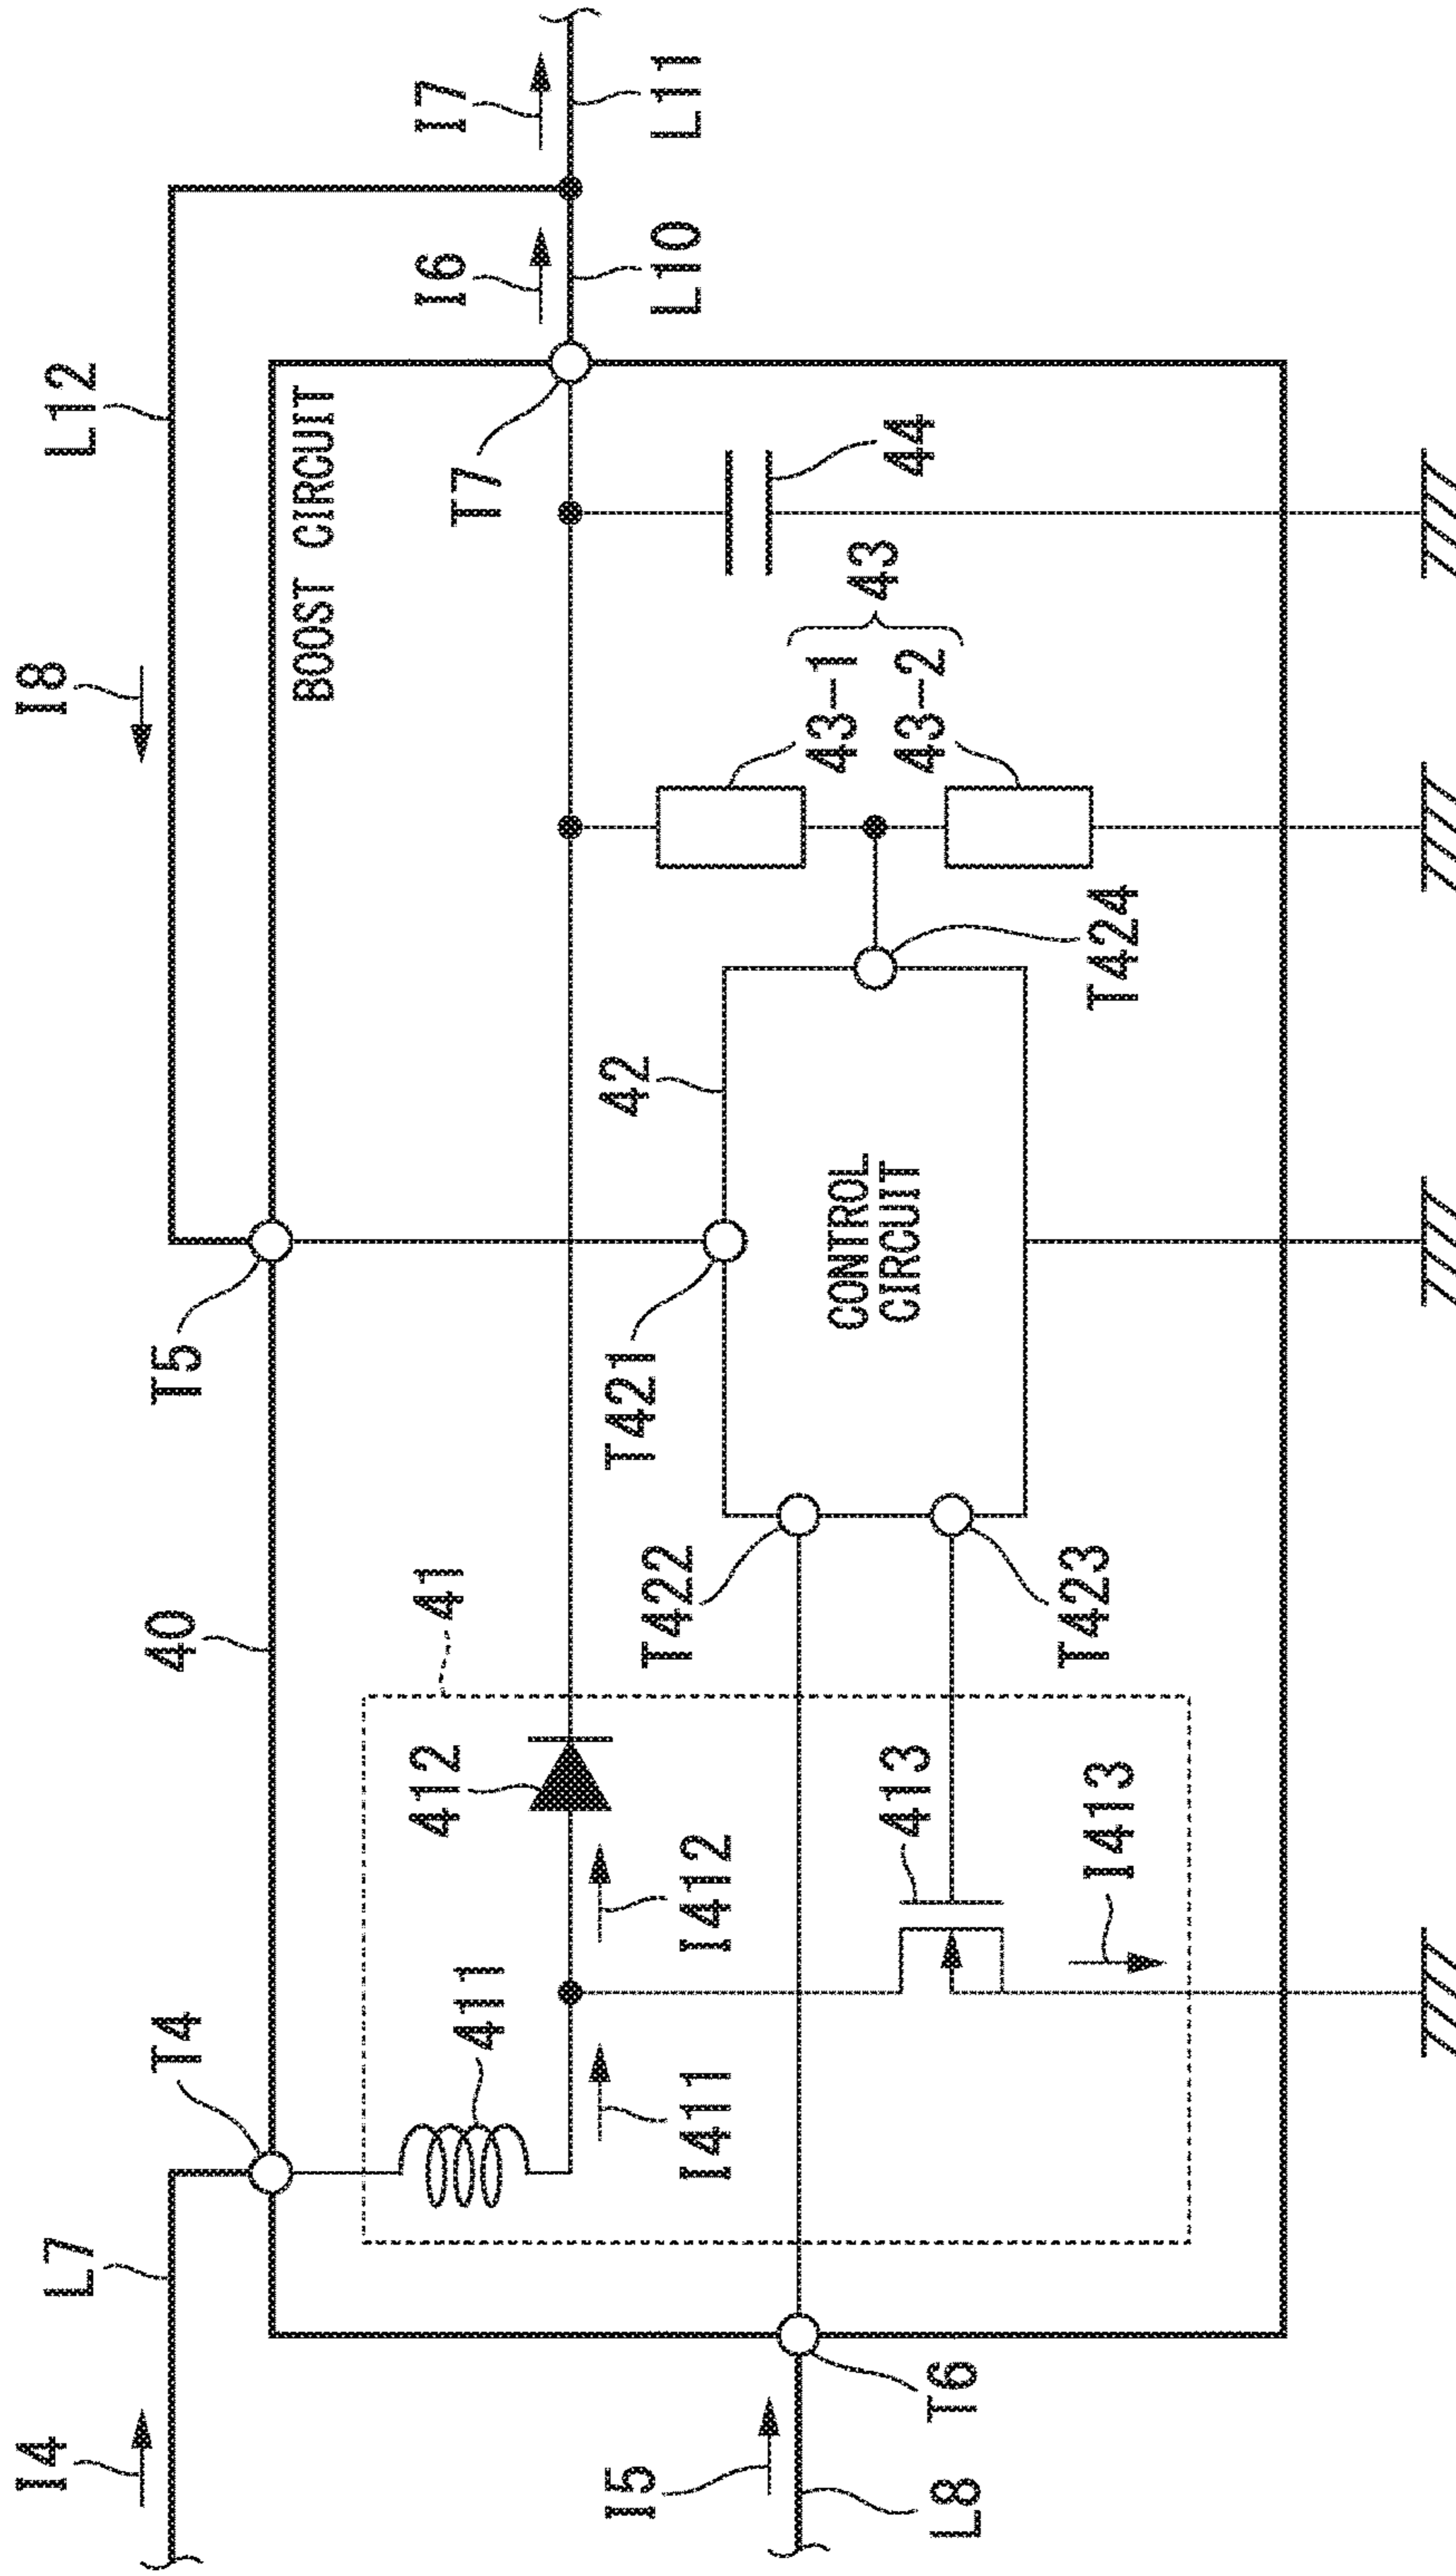 I4
L7
T4
40
T5
I8
L12
I7
I6
L11
L10
BOOST CIRCUIT
T7
411
412
41
I411
I412
T421
42
44
43
43-1
43-2
T422
CONTROL
CIRCUIT
T424
I5
413
T423
I413
T6
L8